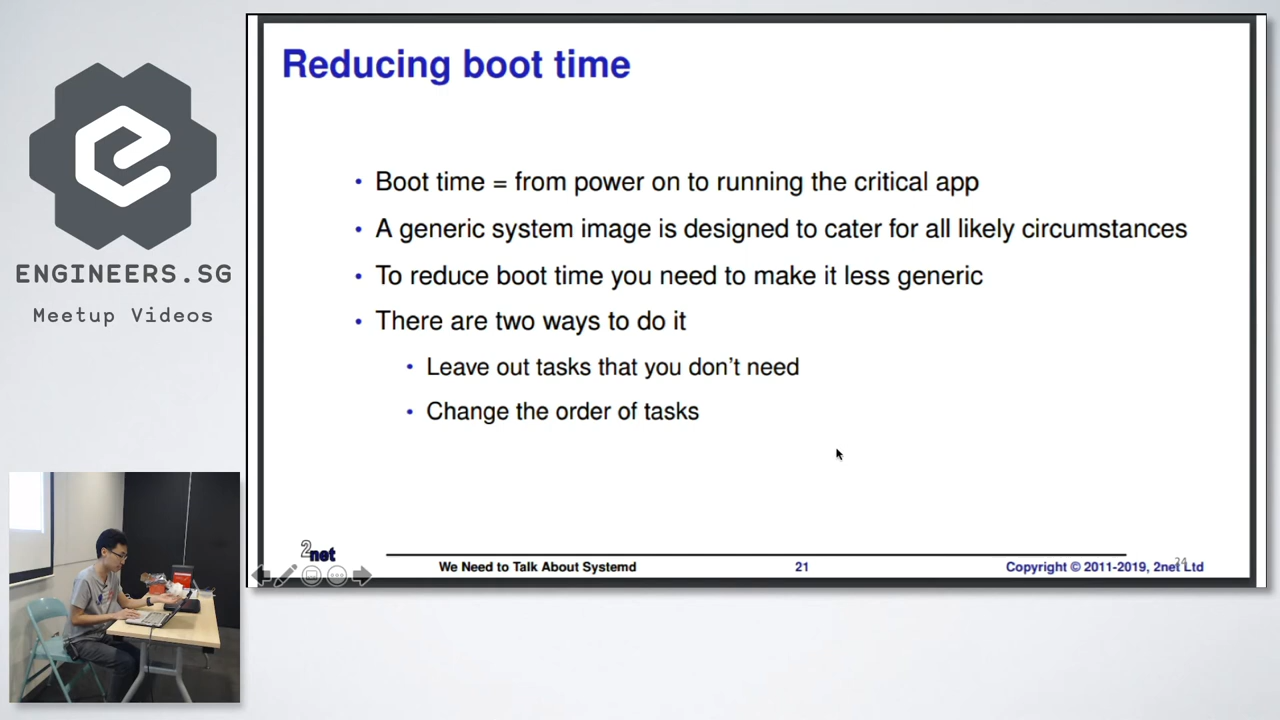 Reducing boot time
• Boot time = from power on to running the critical app
• A generic system image is designed to cater for all likely circumstances
• To reduce boot time you need to make it less generic
• There are two ways to do it
• Leave out tasks that you don't need
• Change the order of tasks
ENGINEERS.SG
Meetup Videos
2net
We Need to Talk About Systemd
21
Copyright © 2011-2019, 2net Ltd
24